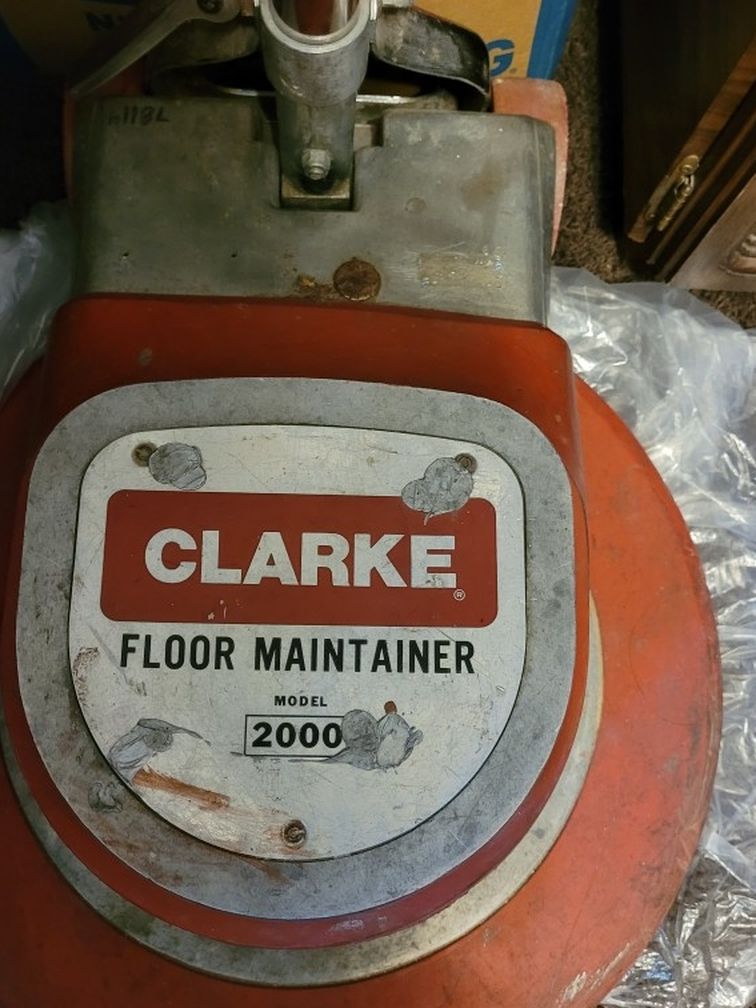 CLARKE®
FLOOR MAINTAINER
MODEL
2000